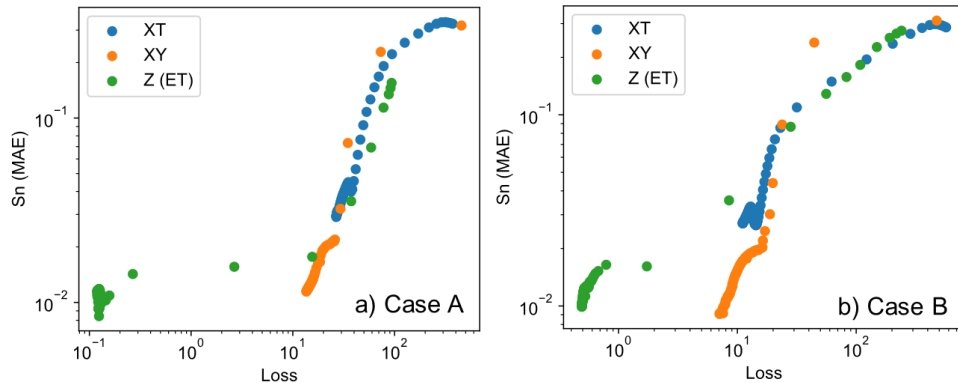 XT
XY
Z (ET)
Sn (MAE)
10⁻¹
10⁻²
a) Case A
10⁻¹ 10⁰ 10¹ 10²
Loss
XT
XY
Z (ET)
Sn (MAE)
10⁻¹
10⁻²
b) Case B
10⁰ 10¹ 10²
Loss